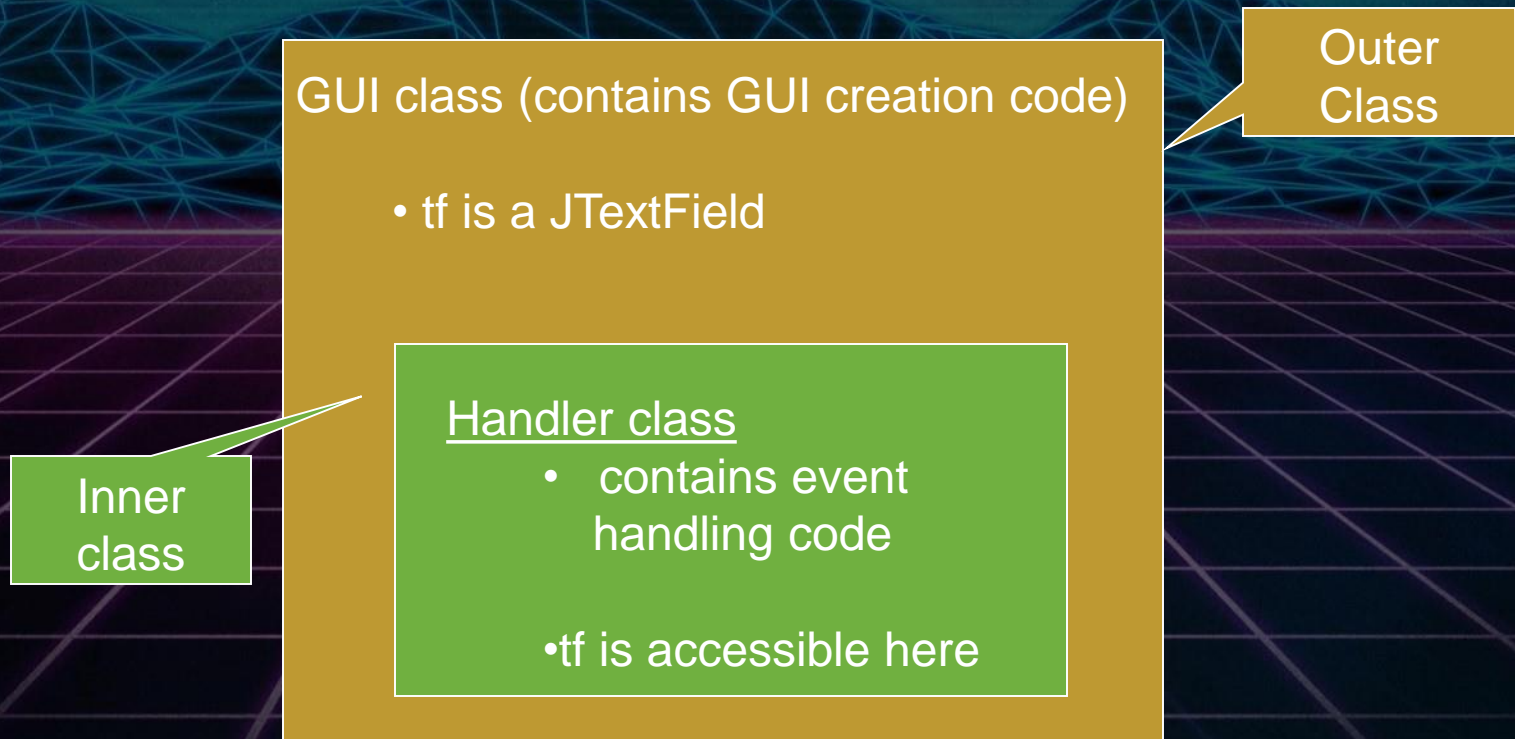 Outer
Class
GUI class (contains GUI creation code)
• tf is a JTextField
Handler class
• contains event
handling code
•tf is accessible here
Inner
class